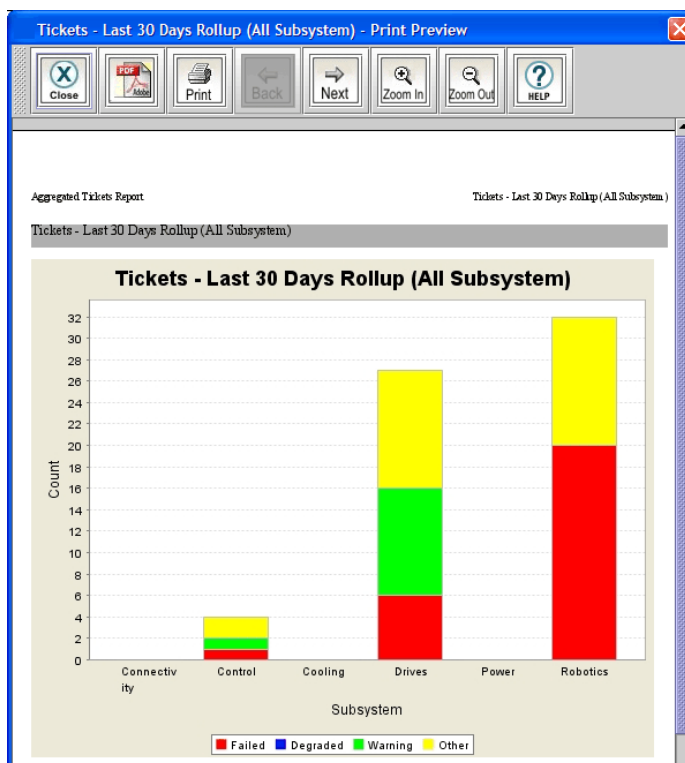 Tickets - Last 30 Days Rollup (All Subsystem) - Print Preview
X
Close
PDF
Adobe
Print
Back
Next
Zoom In
Zoom Out
?
HELP
Aggregated Tickets Report
Tickets - Last 30 Days Rollup (All Subsystem)
Tickets - Last 30 Days Rollup (All Subsystem)
Tickets - Last 30 Days Rollup (All Subsystem)
32
30
28
26
24
22
20
18
16
14
12
10
8
6
4
2
0
Count
Connectiv
ity
Control
Cooling
Drives
Power
Robotics
Subsystem
Failed Degraded Warning Other